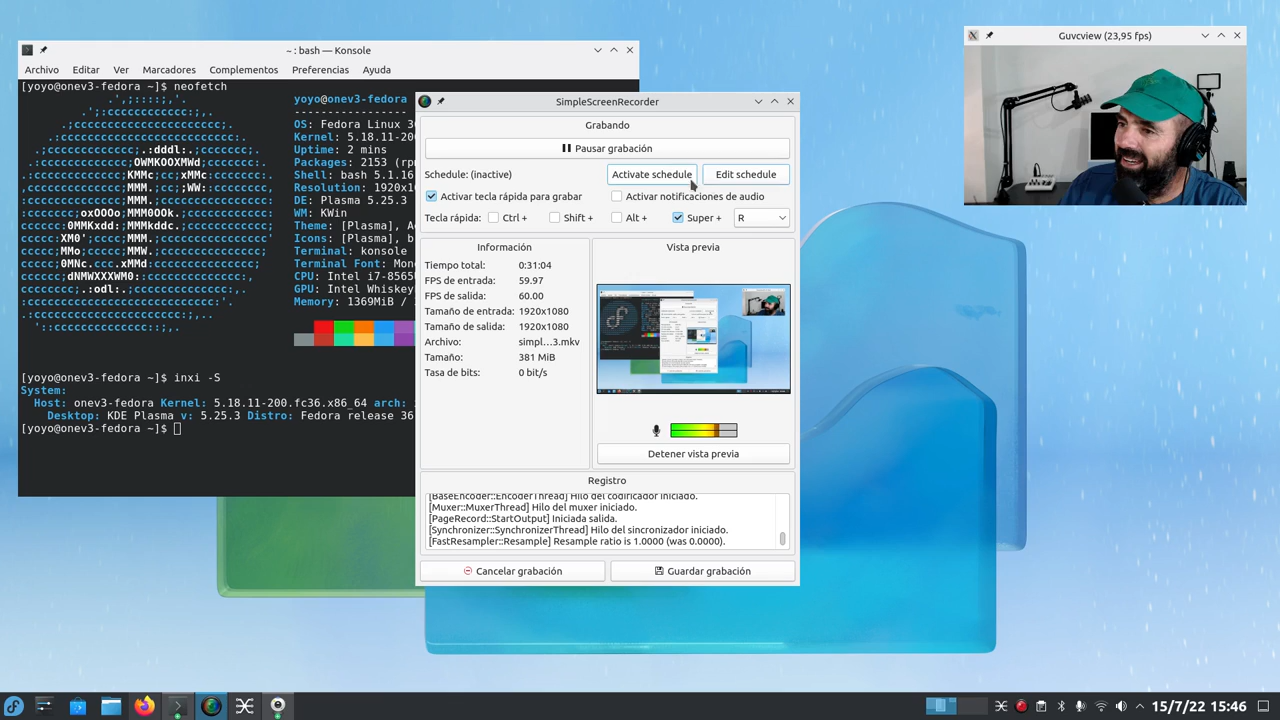 ~ : bash — Konsole
Archivo Editar Ver Marcadores Complementos Preferencias Ayuda
[yoyo@onev3-fedora ~]$ neofetch
yoyo@onev3-fedora
----------------
OS: Fedora Linux
Kernel: 5.18.11-200
Uptime: 2 mins
Packages: 2153 (rpm
Shell: bash 5.1.16
Resolution: 1920x1
DE: Plasma 5.25.3
WM: KWin
Theme: [Plasma],
Icons: [Plasma],
Terminal: konsole
Terminal Font:
CPU: Intel i7-8565U
GPU: Intel Whiskey
Memory: 1369MiB /
[yoyo@onev3-fedora ~]$ inxi -S
System:
Host: onev3-fedora Kernel: 5.18.11-200.fc36.x86_64 arch:
Desktop: KDE Plasma v: 5.25.3 Distro: Fedora release 36
[yoyo@onev3-fedora ~]$
SimpleScreenRecorder
Grabando
Pausar grabación
Schedule: (inactive) Activate schedule Edit schedule
Activar tecla rápida para grabar Activar notificaciones de audio
Tecla rápida: Ctrl + Shift + Alt + Super + R
Información
Tiempo total: 0:31:04
FPS de entrada: 59.97
FPS de salida: 60.00
Tamaño de entrada: 1920x1080
Tamaño de salida: 1920x1080
Archivo: simpl...3.mkv
Tamaño: 381 MiB
Tasa de bits: 0 bit/s
Vista previa
Detener vista previa
Registro
[BaseEncoder::EncoderThread] Hilo del codificador iniciado.
[Muxer::MuxerThread] Hilo del muxer iniciado.
[PageRecord::StartOutput] Iniciada salida.
[Synchronizer::SynchronizerThread] Hilo del sincronizador iniciado.
[FastResampler::Resample] Resample ratio is 1.0000 (was 0.0000).
Cancelar grabación Guardar grabación
Guvcview (23,95 fps)
15/7/22 15:46